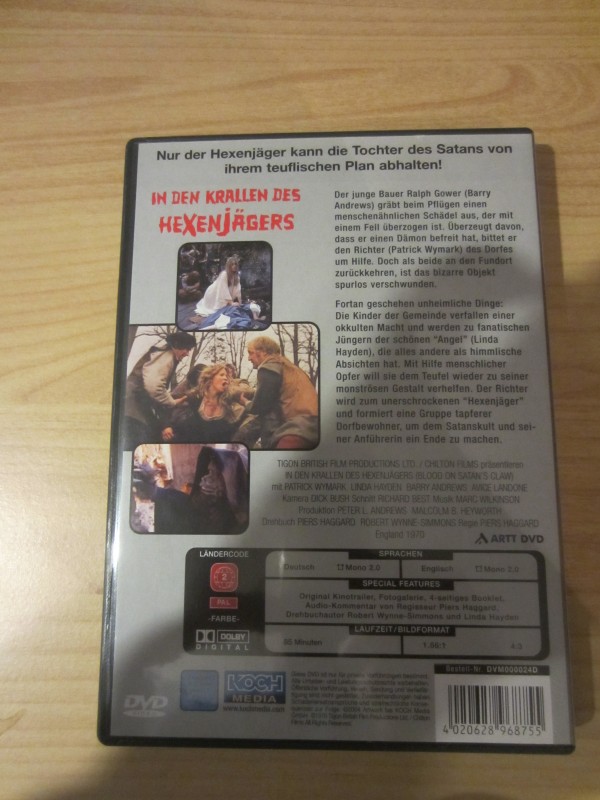 Nur der Hexenjäger kann die Tochter des Satans von
ihrem teuflischen Plan abhalten!
IN DEN KRALLEN DES
HEXENJÄGERS
Der junge Bauer Ralph Gower (Barry
Andrews) gräbt beim Pflügen einen
menschenähnlichen Schädel aus, der mit
einem Fell überzogen ist. Überzeugt davon,
dass er einen Dämon befreit hat, bittet er
den Richter (Patrick Wymark) des Dorfes
um Hilfe. Doch als beide an den Fundort
zurückkehren, ist das bizarre Objekt
spurlos verschwunden.
Fortan geschehen unheimliche Dinge:
Die Kinder der Gemeinde verfallen einer
okkulten Macht und werden zu fanatischen
Jüngern der schönen "Angel" (Linda
Hayden), die alles andere als himmlische
Absichten hat. Mit Hilfe menschlicher
Opfer will sie dem Teufel wieder zu seiner
monströsen Gestalt verhelfen. Der Richter
wird zum unerschrockenen "Hexenjäger"
und formiert eine Gruppe tapferer
Dorfbewohner, um dem Satanskult und sei-
ner Anführerin ein Ende zu machen.
TIGON BRITISH FILM PRODUCTIONS LTD. / CHILTON FILMS präsentieren
IN DEN KRALLEN DES HEXENJÄGERS (BLOOD ON SATAN'S CLAW)
mit PATRICK WYMARK, LINDA HAYDEN, BARRY ANDREWS, AVICE LANDONE
Kamera DICK BUSH Schnitt RICHARD BEST Musik MARC WILKINSON
Produktion PETER L. ANDREWS, MALCOLM B. HEYWORTH
Drehbuch PIERS HAGGARD, ROBERT WYNNE-SIMMONS Regie PIERS HAGGARD
England 1970
ARTT DVD
LÄNDERCODE
2
PAL
-FARBE-
DOLBY
DIGITAL
SPRACHEN
Deutsch Mono 2.0 Englisch Mono 2.0
SPECIAL FEATURES
Original Kinotrailer, Fotogalerie, 4-seitiges Booklet,
Audio-Kommentar von Regisseur Piers Haggard,
Drehbuchautor Robert Wynne-Simmons und Linda Hayden
LAUFZEIT/BILDFORMAT
Minuten 1.66:1 4:3
Bestell-Nr. DVM000024D
DVD
VIDEO
KOCH
MEDIA
www.kochmedia.com
4 020628 968755